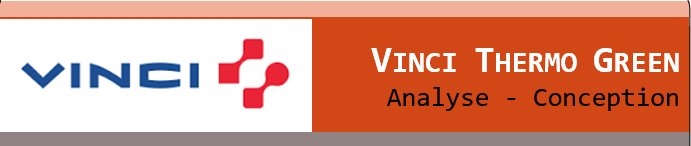 VINCI
VINCI THERMO GREEN
Analyse - Conception